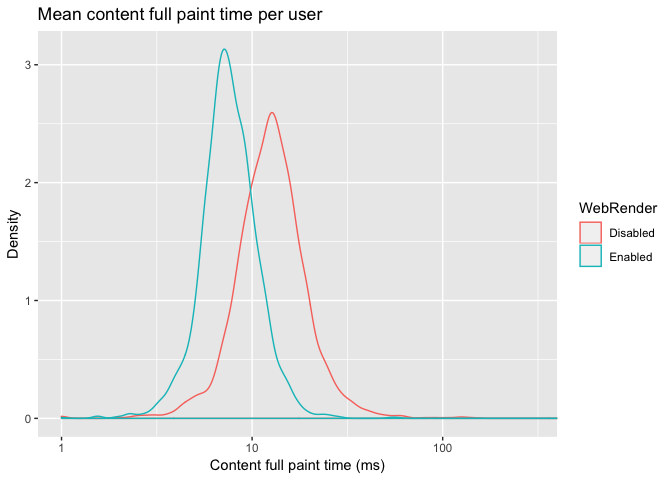 Mean content full paint time per user
3
2
1
0
Density
1
10
100
Content full paint time (ms)
WebRender
Disabled
Enabled